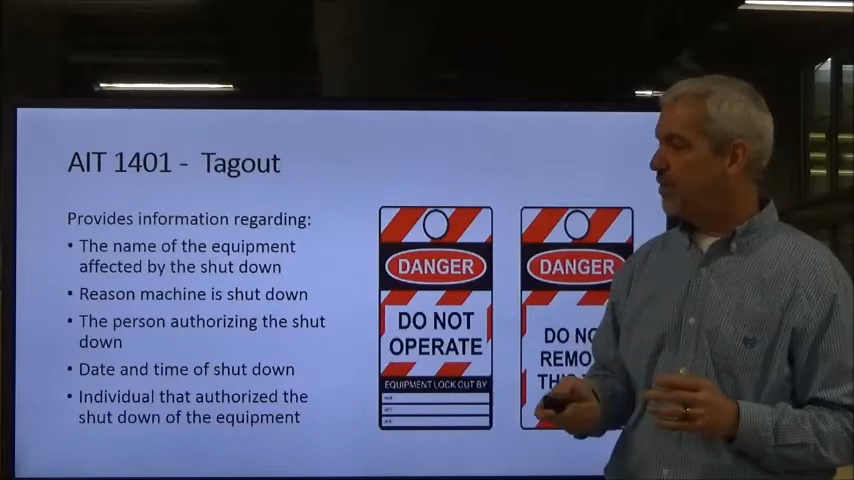 AIT 1401 - Tagout
Provides information regarding:
• The name of the equipment
affected by the shut down
• Reason machine is shut down
• The person authorizing the shut
down
• Date and time of shut down
• Individual that authorized the
shut down of the equipment
DANGER
DO NOT
OPERATE
EQUIPMENT LOCK OUT BY
DANGER
DO NO
REMO
THIS